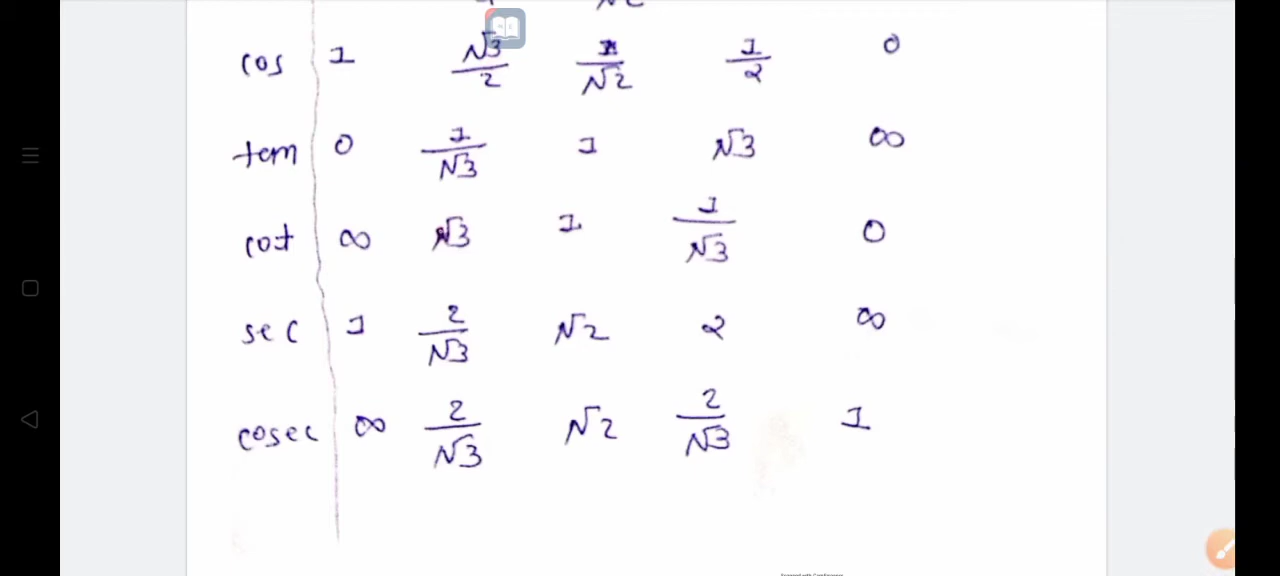 cos 1 √3/2 1/√2 1/2 0
tan 0 1/√3 1 √3 ∞
cot ∞ √3 1 1/√3 0
sec 1 2/√3 √2 2 ∞
cosec ∞ 2/√3 √2 2/√3 1